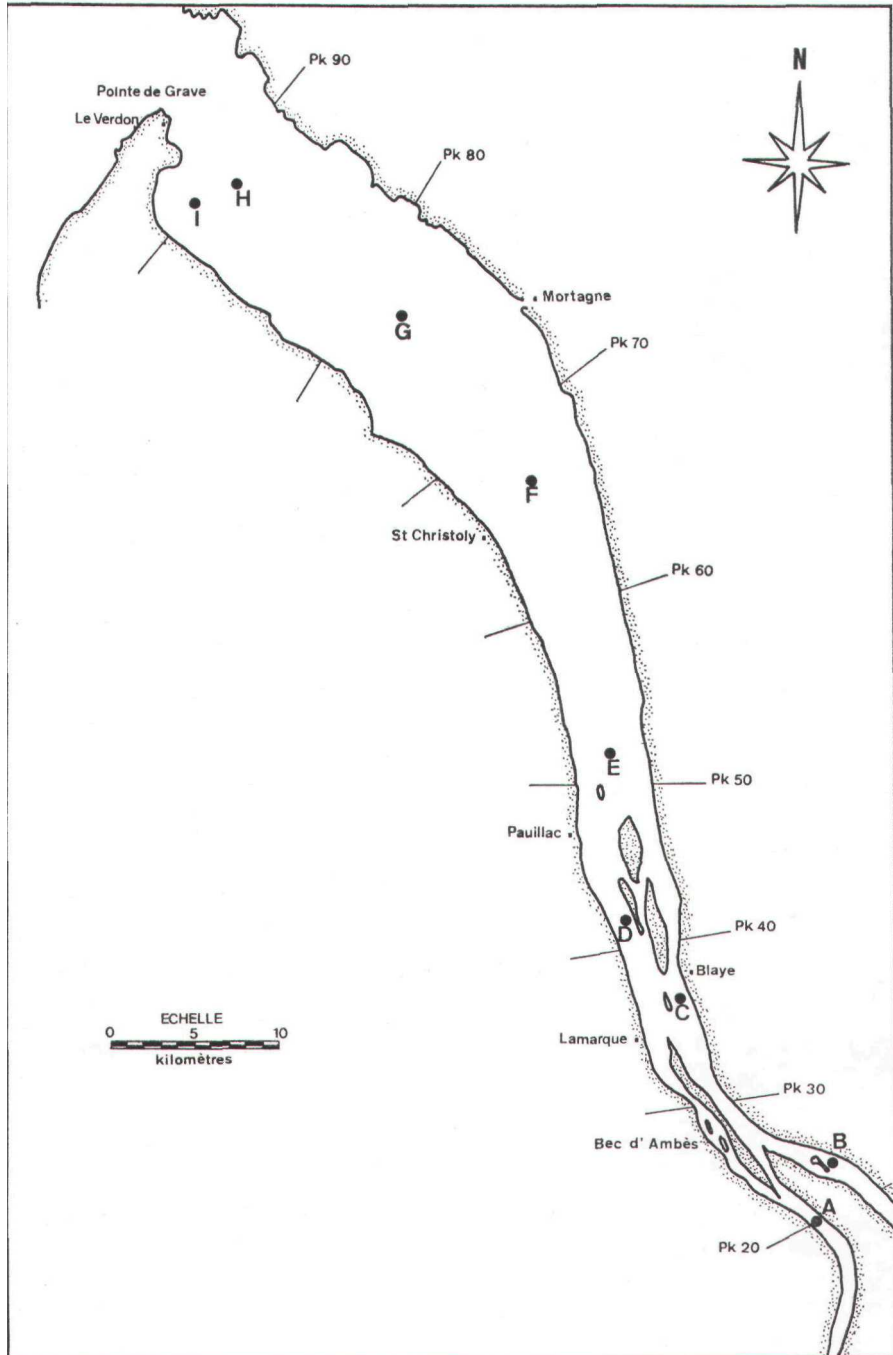 Pk 90
N
Pointe de Grave
Le Verdon
Pk 80
H
I
Mortagne
G
Pk 70
F
St Christoly
Pk 60
E
Pk 50
Pauillac
D
Pk 40
Blaye
C
ECHELLE
0 5 10
kilomètres
Lamarque
Pk 30
Bec d' Ambès
B
A
Pk 20